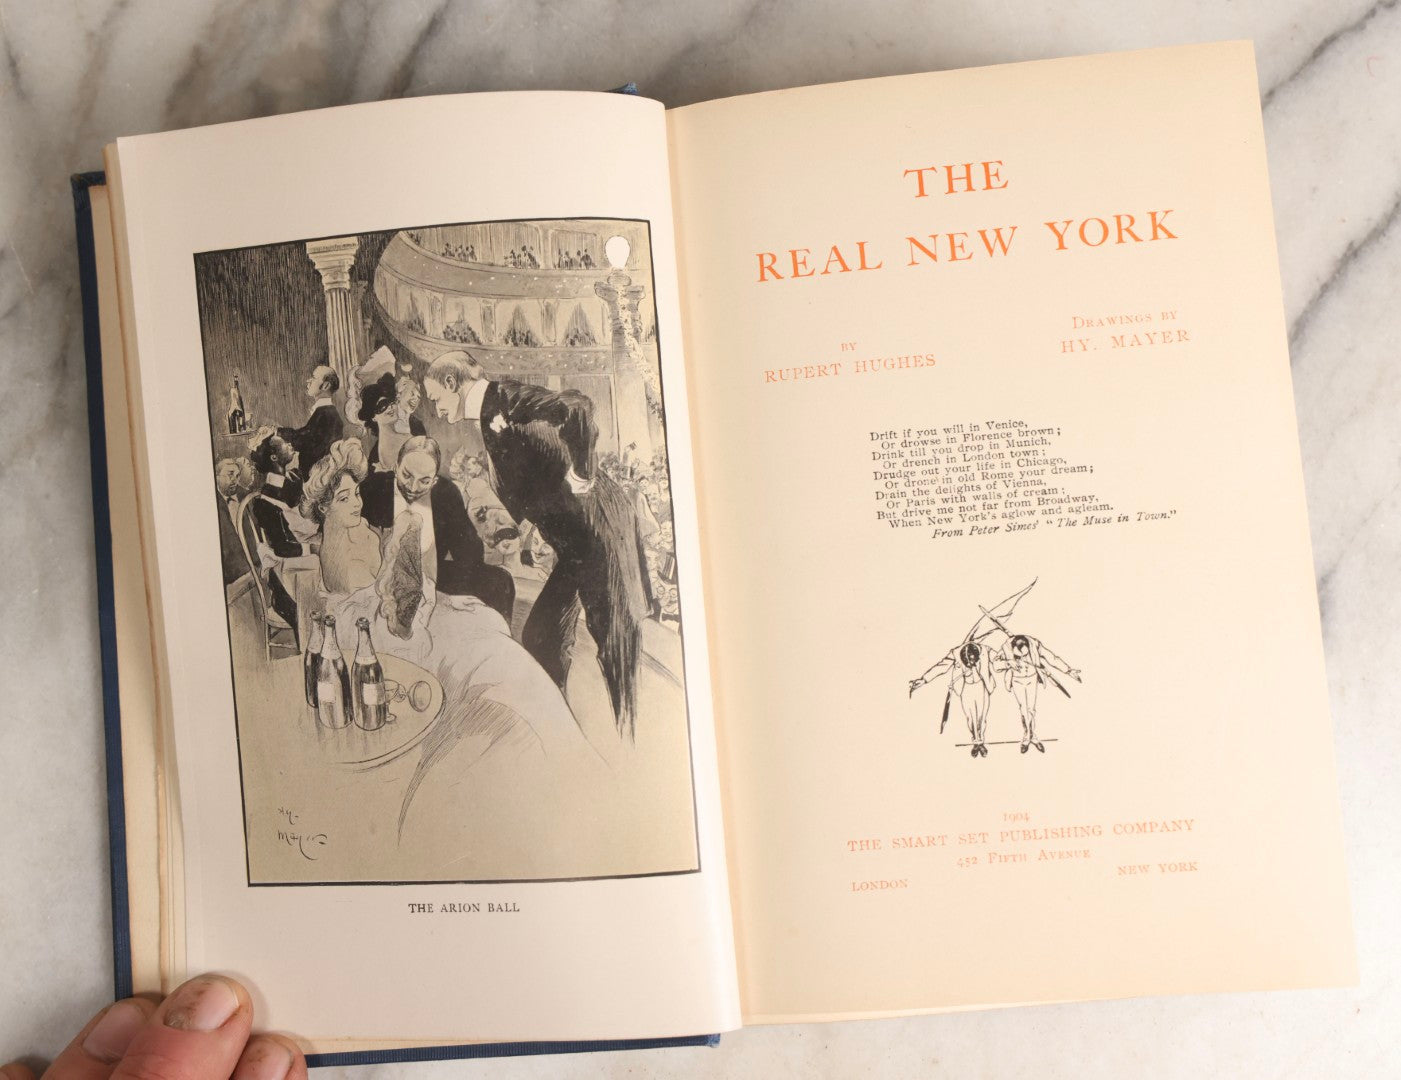 Hy.
Mayer
THE ARION BALL
THE
REAL NEW YORK
BY
RUPERT HUGHES
DRAWINGS BY
HY. MAYER
Drift if you will in Venice,
Or drowse in Florence brown;
Drink till you drop in Munich,
Or drench in London town;
Drudge out your life in Chicago,
Or drone in old Rome your dream;
Drain the delights of Vienna,
Or Paris with walls of cream;
But drive me not far from Broadway,
When New York's aglow and agleam.
From Peter Simes' "The Muse in Town."
1904
THE SMART SET PUBLISHING COMPANY
452 FIFTH AVENUE
LONDON NEW YORK